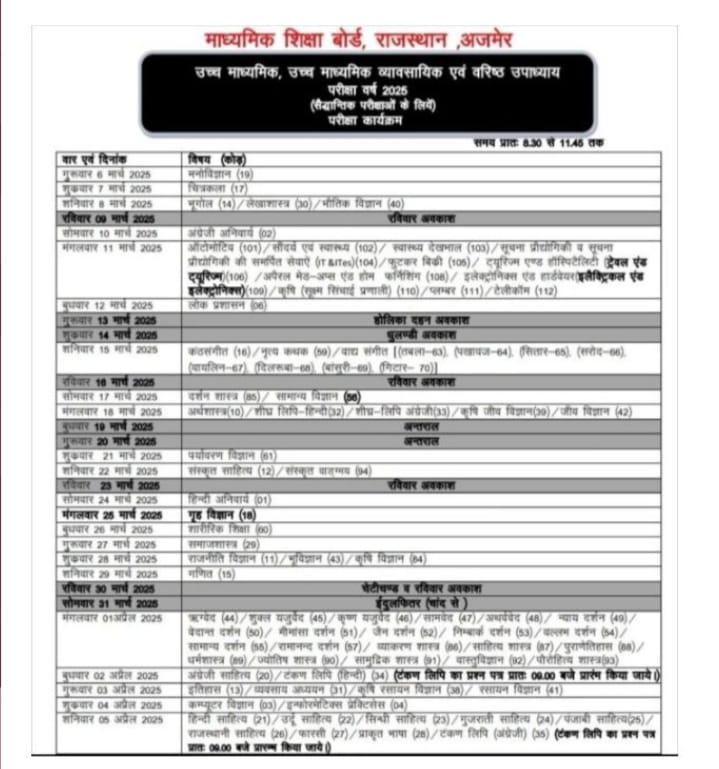 माध्यमिक शिक्षा बोर्ड, राजस्थान ,अजमेर
उच्च माध्यमिक, उच्च माध्यमिक व्यावसायिक एवं वरिष्ठ उपाध्याय
परीक्षा वर्ष 2025
(सैद्धान्तिक परीक्षाओं के लिये)
परीक्षा कार्यक्रम
समय प्रातः 8.30 से 11.45 तक
वार एवं दिनांक विषय (कोड)
गुरूवार 6 मार्च 2025 मनोविज्ञान (19)
शुक्रवार 7 मार्च 2025 चित्रकला (17)
शनिवार 8 मार्च 2025 भूगोल (14)/लेखाशास्त्र (30)/भौतिक विज्ञान (40)
रविवार 09 मार्च 2025 रविवार अवकाश
सोमवार 10 मार्च 2025 अंग्रेजी अनिवार्य (02)
मंगलवार 11 मार्च 2025 ऑटोमोटिव (101)/सौंदर्य एवं स्वास्थ्य (102)/ स्वास्थ्य देखभाल (103)/सूचना प्रौद्योगिकी व सूचना
प्रौद्योगिकी की समर्पित सेवाऐं (IT &ITes)(104)/फुटकर बिक्री (105)/ टयूरिज्म एण्ड हॉस्पिटैलिटी (ट्रेवल एंड
टयूरिज्म)(106) /अपैरल मेड-अप्स एंड होम फर्निशिंग (108)/ इलेक्ट्रोनिक्स एंड हार्डवेयर(इलैक्ट्रिकल एंड
इलेक्ट्रोनिक्स)(109)/कृषि (सूक्ष्म सिंचाई प्रणाली) (110)/प्लम्बर (111)/टेलीकॉम (112)
बुधवार 12 मार्च 2025 लोक प्रशासन (06)
गुरूवार 13 मार्च 2025 होलिका दहन अवकाश
शुक्रवार 14 मार्च 2025 धुलण्डी अवकाश
शनिवार 15 मार्च 2025 कंठसंगीत (16)/नृत्य कथक (59)/वाद्य संगीत [(तबला-63), (पखावज-64), (सितार-65), (सरोद-66),
(वायलिन-67), (दिलरूबा-68), (बांसुरी-69), (गिटार- 70)]
रविवार 16 मार्च 2025 रविवार अवकाश
सोमवार 17 मार्च 2025 दर्शन शास्त्र (85)/ सामान्य विज्ञान (56)
मंगलवार 18 मार्च 2025 अर्थशास्त्र(10)/शीघ्र लिपि-हिन्दी(32)/शीघ्र-लिपि अंग्रेजी(33)/कृषि जीव विज्ञान(39)/जीव विज्ञान (42)
बुधवार 19 मार्च 2025 अन्तराल
गुरूवार 20 मार्च 2025 अन्तराल
शुक्रवार 21 मार्च 2025 पर्यावरण विज्ञान (61)
शनिवार 22 मार्च 2025 संस्कृत साहित्य (12)/संस्कृत वाङ्मय (94)
रविवार 23 मार्च 2025 रविवार अवकाश
सोमवार 24 मार्च 2025 हिन्दी अनिवार्य (01)
मंगलवार 25 मार्च 2025 गृह विज्ञान (18)
बुधवार 26 मार्च 2025 शारीरिक शिक्षा (60)
गुरूवार 27 मार्च 2025 समाजशास्त्र (29)
शुक्रवार 28 मार्च 2025 राजनीति विज्ञान (11)/भूविज्ञान (43)/कृषि विज्ञान (84)
शनिवार 29 मार्च 2025 गणित (15)
रविवार 30 मार्च 2025 चेटीचण्ड व रविवार अवकाश
सोमवार 31 मार्च 2025 ईदुलफितर (चांद से )
मंगलवार 01अप्रैल 2025 ऋग्वेद (44)/शुक्ल यजुर्वेद (45)/कृष्ण यजुर्वेद (46)/सामवेद (47)/अथर्ववेद (48)/ न्याय दर्शन (49)/
वेदान्त दर्शन (50)/ मीमांसा दर्शन (51)/ जैन दर्शन (52)/ निम्बार्क दर्शन (53)/वल्लभ दर्शन (54)/
सामान्य दर्शन (55)/रामानन्द दर्शन (57)/ व्याकरण शास्त्र (86)/साहित्य शास्त्र (87)/पुराणेतिहास (88)/
धर्मशास्त्र (89)/ज्योतिष शास्त्र (90)/ सामुद्रिक शास्त्र (91)/ वास्तुविज्ञान (92)/पौरोहित्य शास्त्र(93)
बुधवार 02 अप्रैल 2025 अंग्रेजी साहित्य (20)/टंकण लिपि (हिन्दी) (34) (टंकण लिपि का प्रश्न पत्र प्रातः 09.00 बजे प्रारंभ किया जाये।)
गुरूवार 03 अप्रैल 2025 इतिहास (13)/व्यवसाय अध्ययन (31)/कृषि रसायन विज्ञान (38)/ रसायन विज्ञान (41)
शुक्रवार 04 अप्रैल 2025 कम्प्यूटर विज्ञान (03)/इन्फोरमेटिक्स प्रेक्टिसेस (04)
शनिवार 05 अप्रैल 2025 हिन्दी साहित्य (21)/उर्दू साहित्य (22)/सिन्धी साहित्य (23)/गुजराती साहित्य (24)/पंजाबी साहित्य(25)/
राजस्थानी साहित्य (26)/फारसी (27)/प्राकृत भाषा (28)/टंकण लिपि (अंग्रेजी) (35) (टंकण लिपि का प्रश्न पत्र
प्रातः 09.00 बजे प्रारम्भ किया जाये।)